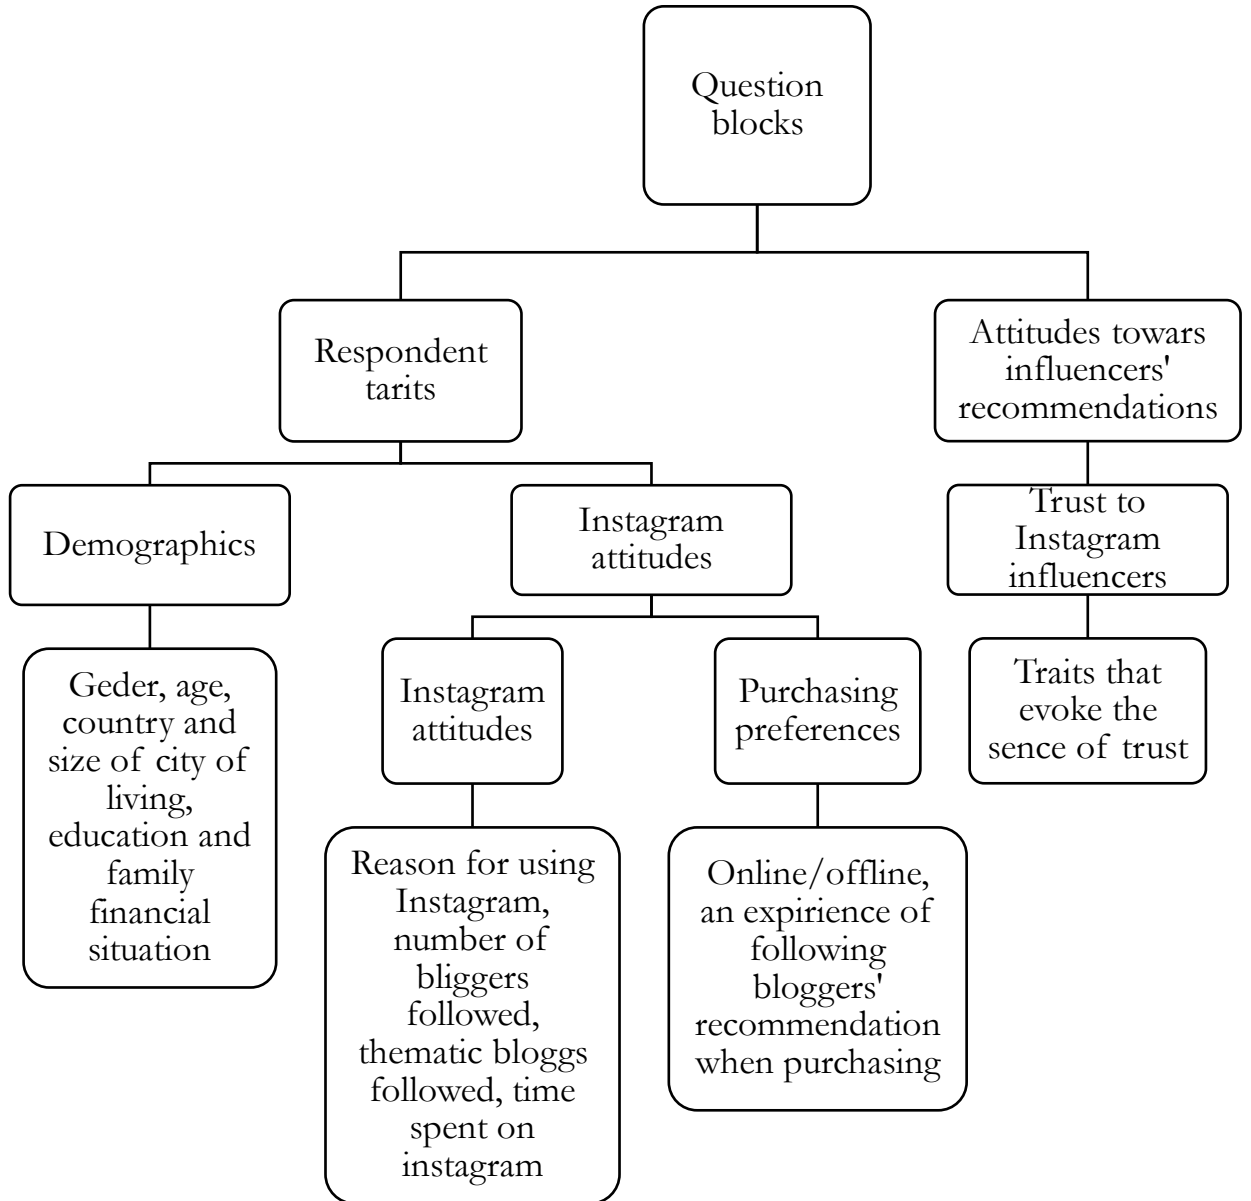 Question
blocks
Respondent
tarits
Attitudes towars
influencers'
recommendations
Demographics
Instagram
attitudes
Trust to
Instagram
influencers
Geder, age,
country and
size of city of
living,
education and
family
financial
situation
Instagram
attitudes
Purchasing
preferences
Traits that
evoke the
sence of trust
Reason for using
Instagram,
number of
bliggers
followed,
thematic bloggs
followed, time
spent on
instagram
Online/offline,
an expirience of
following
bloggers'
recommendation
when purchasing